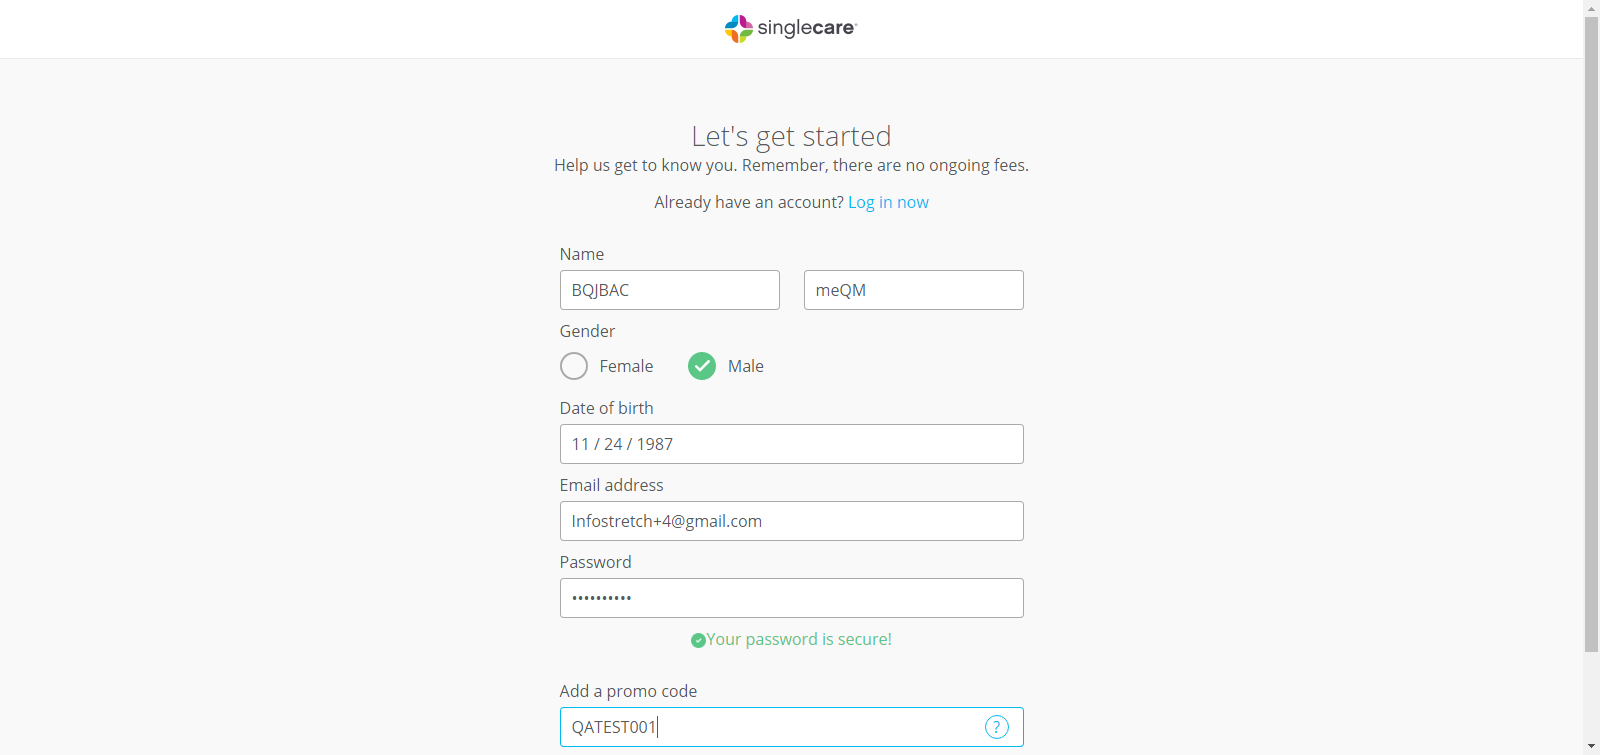 singlecare
Let's get started
Help us get to know you. Remember, there are no ongoing fees.
Already have an account? Log in now
Name
BQJBAC meQM
Gender
Female Male
Date of birth
11 / 24 / 1987
Email address
Infostretch+4@gmail.com
Password
••••••••••
Your password is secure!
Add a promo code
QATEST001 ?